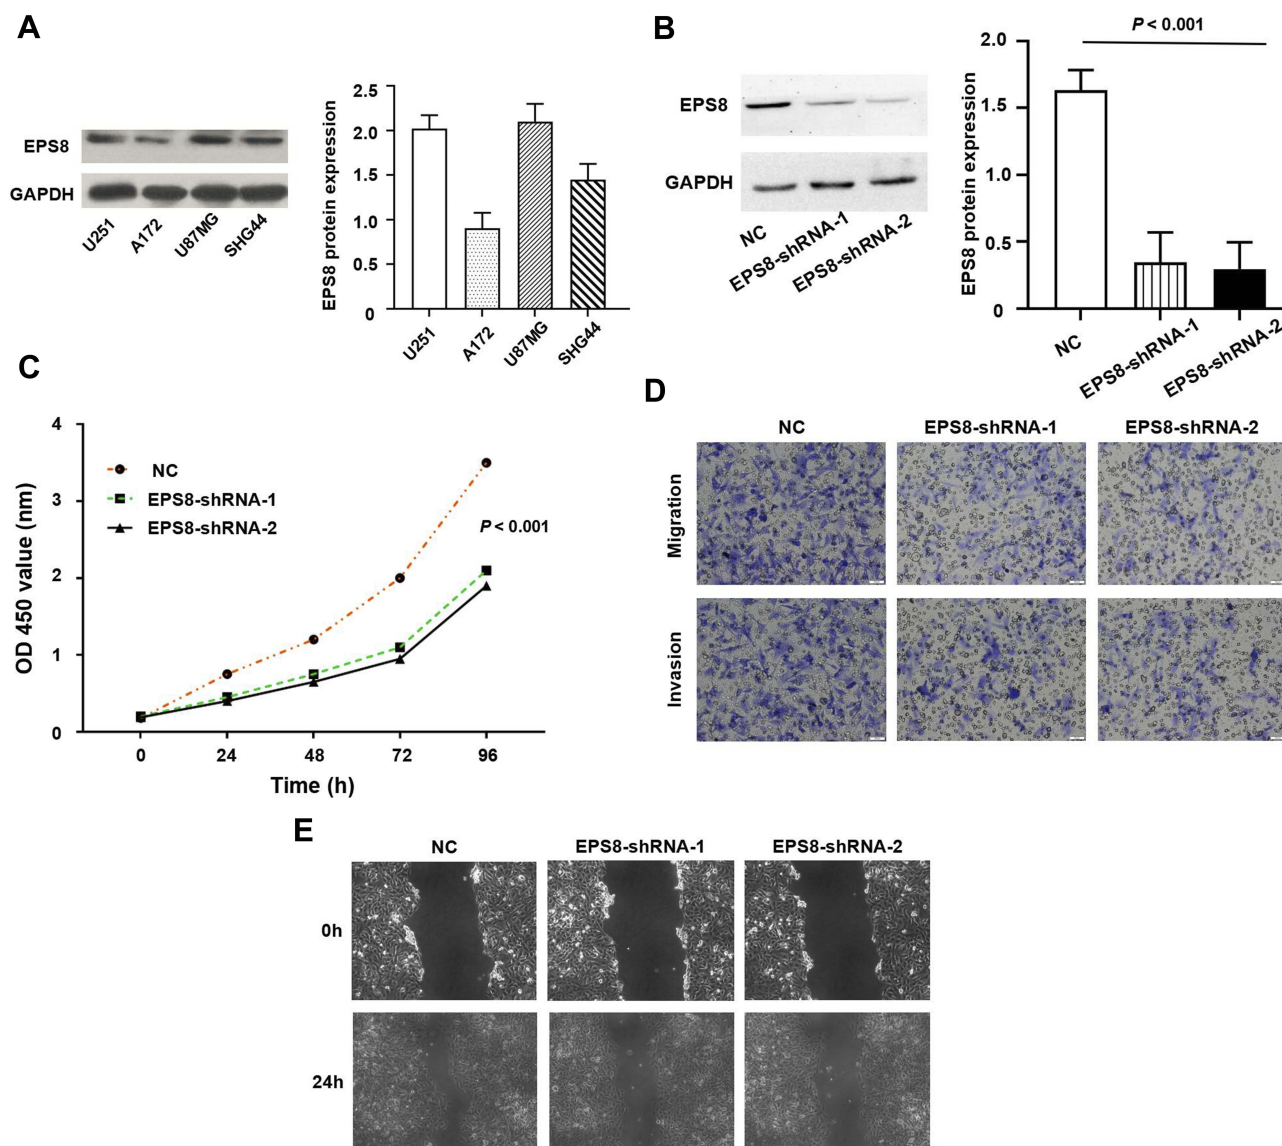 A
EPS8
GAPDH
U251
A172
U87MG
SHG44
EPS8 protein expression
2.5
2.0
1.5
1.0
0.5
0
U251
A172
U87MG
SHG44
B
EPS8
GAPDH
NC
EPS8-shRNA-1
EPS8-shRNA-2
P < 0.001
EPS8 protein expression
2.0
1.5
1.0
0.5
0
NC
EPS8-shRNA-1
EPS8-shRNA-2
C
OD 450 value (nm)
4
3
2
1
0
NC
EPS8-shRNA-1
EPS8-shRNA-2
P < 0.001
0 24 48 72 96
Time (h)
D
NC EPS8-shRNA-1 EPS8-shRNA-2
Migration
Invasion
E
NC EPS8-shRNA-1 EPS8-shRNA-2
0h
24h